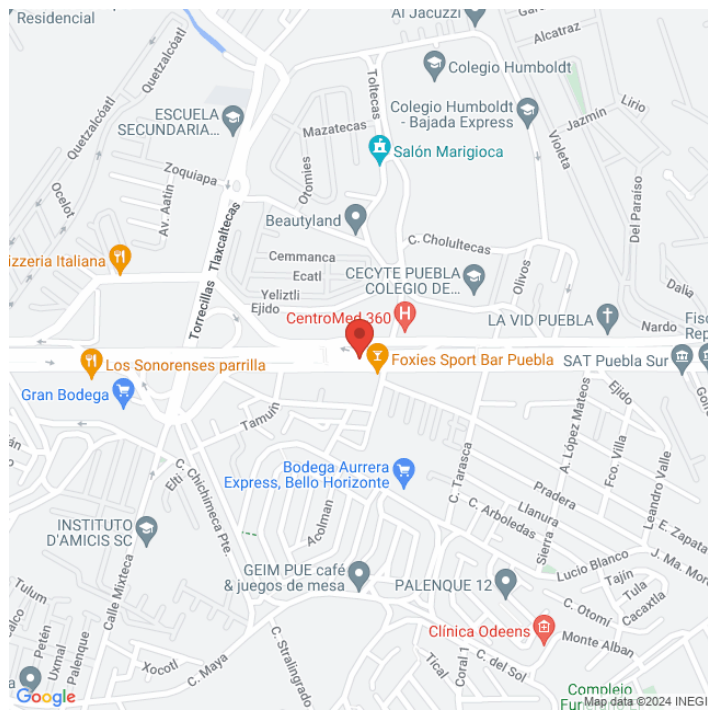 Residencial
Quetzalcóatl
Quetzalcóatl
Al Jacuzzi
Alcatraz
Colegio Humboldt
Toltecas
ESCUELA
SECUNDARIA...
Mazatecas
Colegio Humboldt
- Bajada Express
Lirio
Jazmín
Violeta
Salón Marigioca
Zoquiapa
Otomíes
Ocelot
Av. Aatin
Del Paraíso
Beautyland
Tlaxcaltecas
Torrecillas
C. Cholultecas
izzeria Italiana
Cemmanca
Ecatl
CECYTE PUEBLA
COLEGIO DE...
Olivos
Dalia
Yeliztli
Ejido
CentroMed 360
LA VID PUEBLA
Nardo
Fisc
Rep
Los Sonorenses parrilla
Foxies Sport Bar Puebla
SAT Puebla Sur
Gran Bodega
Tamuín
A. López Mateos
Ejido
Fco. Villa
Leandro Valle
Bodega Aurrera
Express, Bello Horizonte
C. Tarasca
Pradera
Elti
C. Chichimeca Pte.
Acolman
C. Arboledas
Llanura
E. Zapata
INSTITUTO
D'AMICIS SC
Sierra
J. Ma. Mor
Lucio Blanco
GEIM PUE café
& juegos de mesa
PALENQUE 12
Tajín
Tula
Cacaxtla
Tulum
Calle Mixteca
C. Otomí
Petén
Uxmal
Palenque
Clínica Odeens
Monte Alban
Xocotl
C. Maya
C. Stralingrado
Tical
Coral 1
C. del Sol
Complejo
Google
Map data ©2024 INEGI